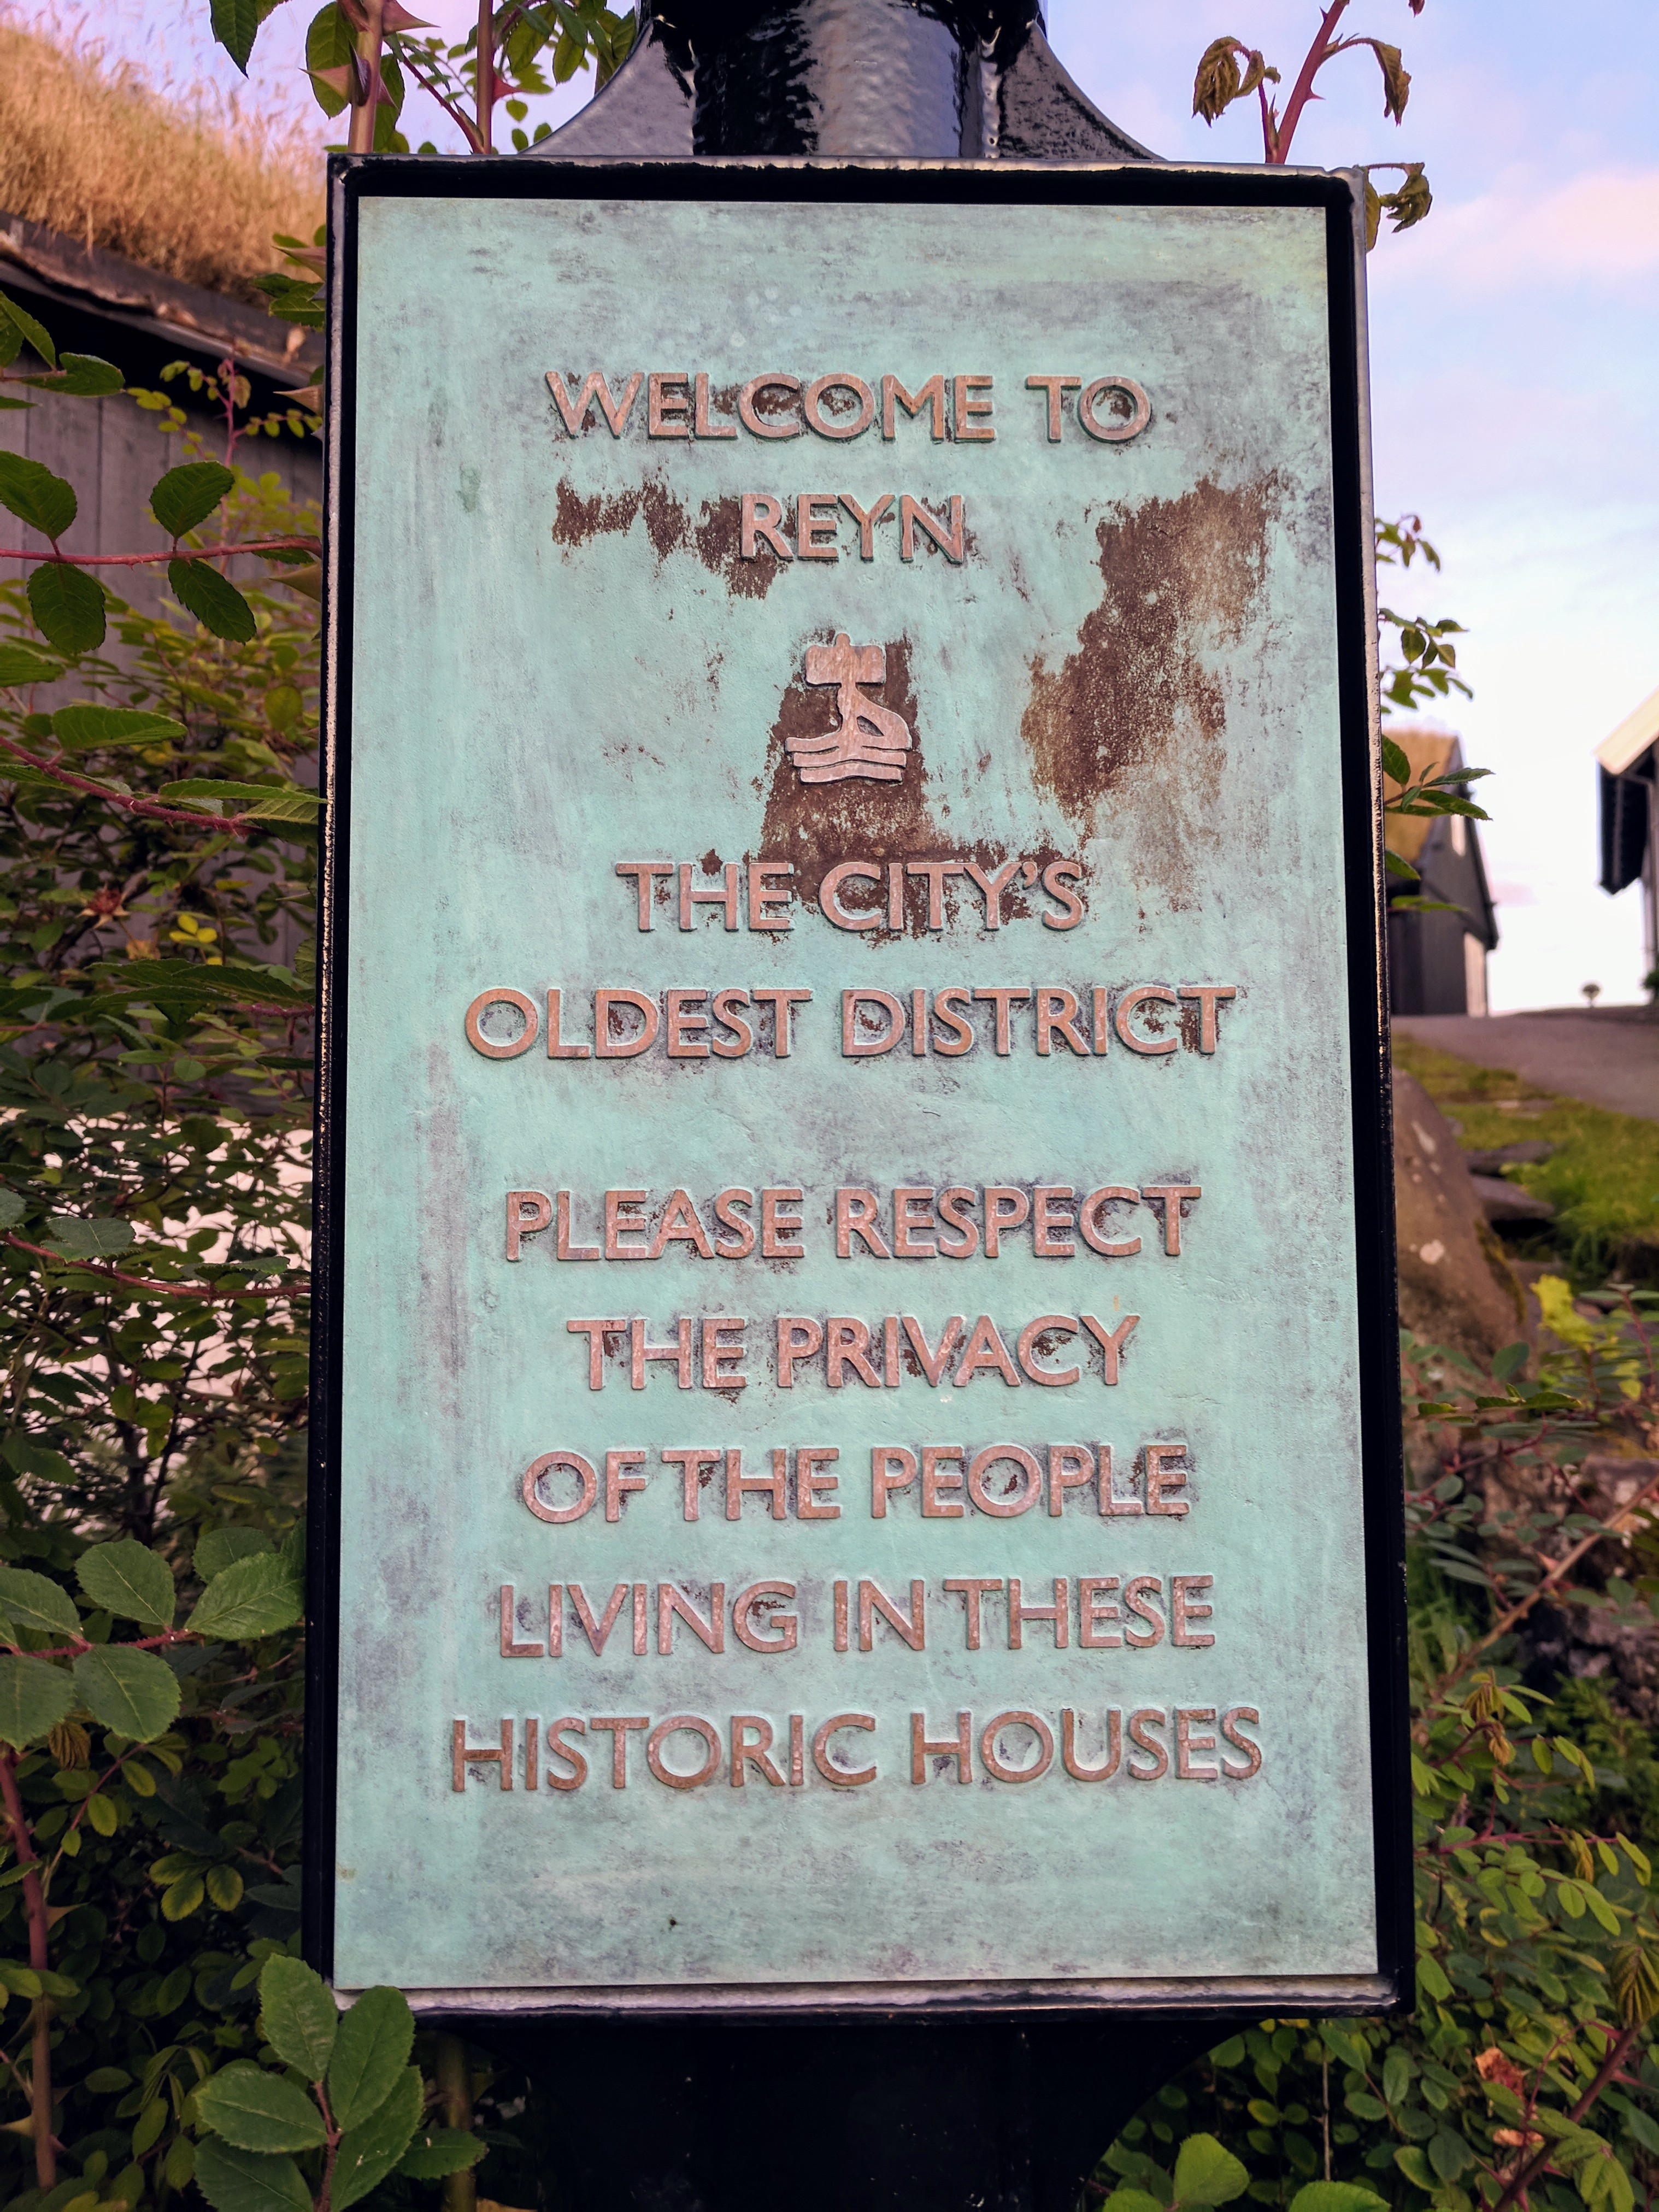 WELCOME TO
REYN
THE CITY'S
OLDEST DISTRICT
PLEASE RESPECT
THE PRIVACY
OF THE PEOPLE
LIVING IN THESE
HISTORIC HOUSES